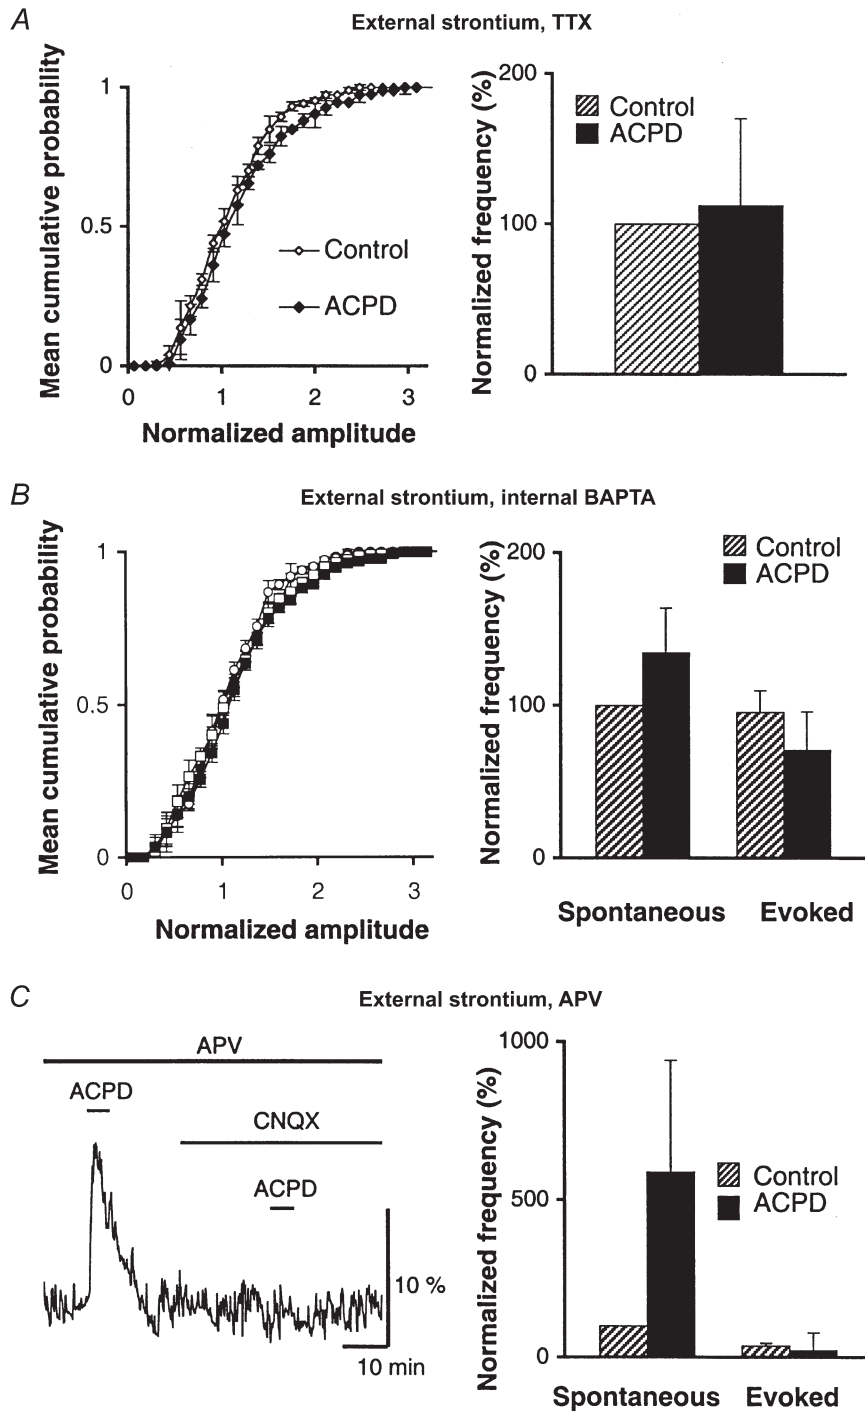 A
External strontium, TTX
Mean cumulative probability
1
0.5
0
0 1 2 3
Normalized amplitude
Control
ACPD
Normalized frequency (%)
200
100
0
Control
ACPD
B
External strontium, internal BAPTA
Mean cumulative probability
1
0.5
0
0 1 2 3
Normalized amplitude
Normalized frequency (%)
200
100
0
Control
ACPD
Spontaneous Evoked
C
External strontium, APV
APV
ACPD
CNQX
ACPD
10 %
10 min
Normalized frequency (%)
1000
500
0
Control
ACPD
Spontaneous Evoked